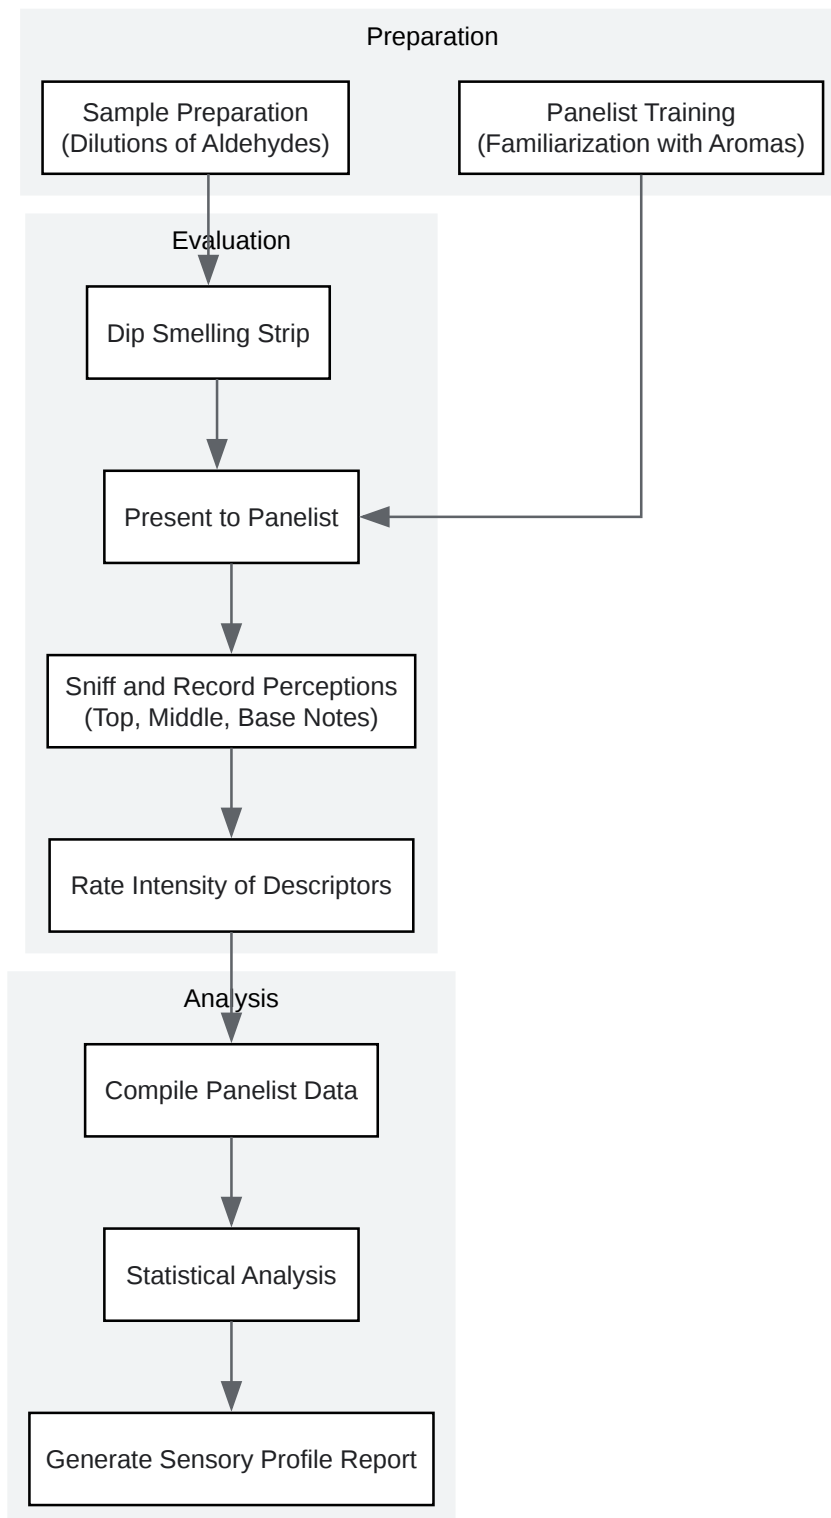 Preparation
Sample Preparation
(Dilutions of Aldehydes)
Panelist Training
(Familiarization with Aromas)
Evaluation
Dip Smelling Strip
Present to Panelist
Sniff and Record Perceptions
(Top, Middle, Base Notes)
Rate Intensity of Descriptors
Analysis
Compile Panelist Data
Statistical Analysis
Generate Sensory Profile Report